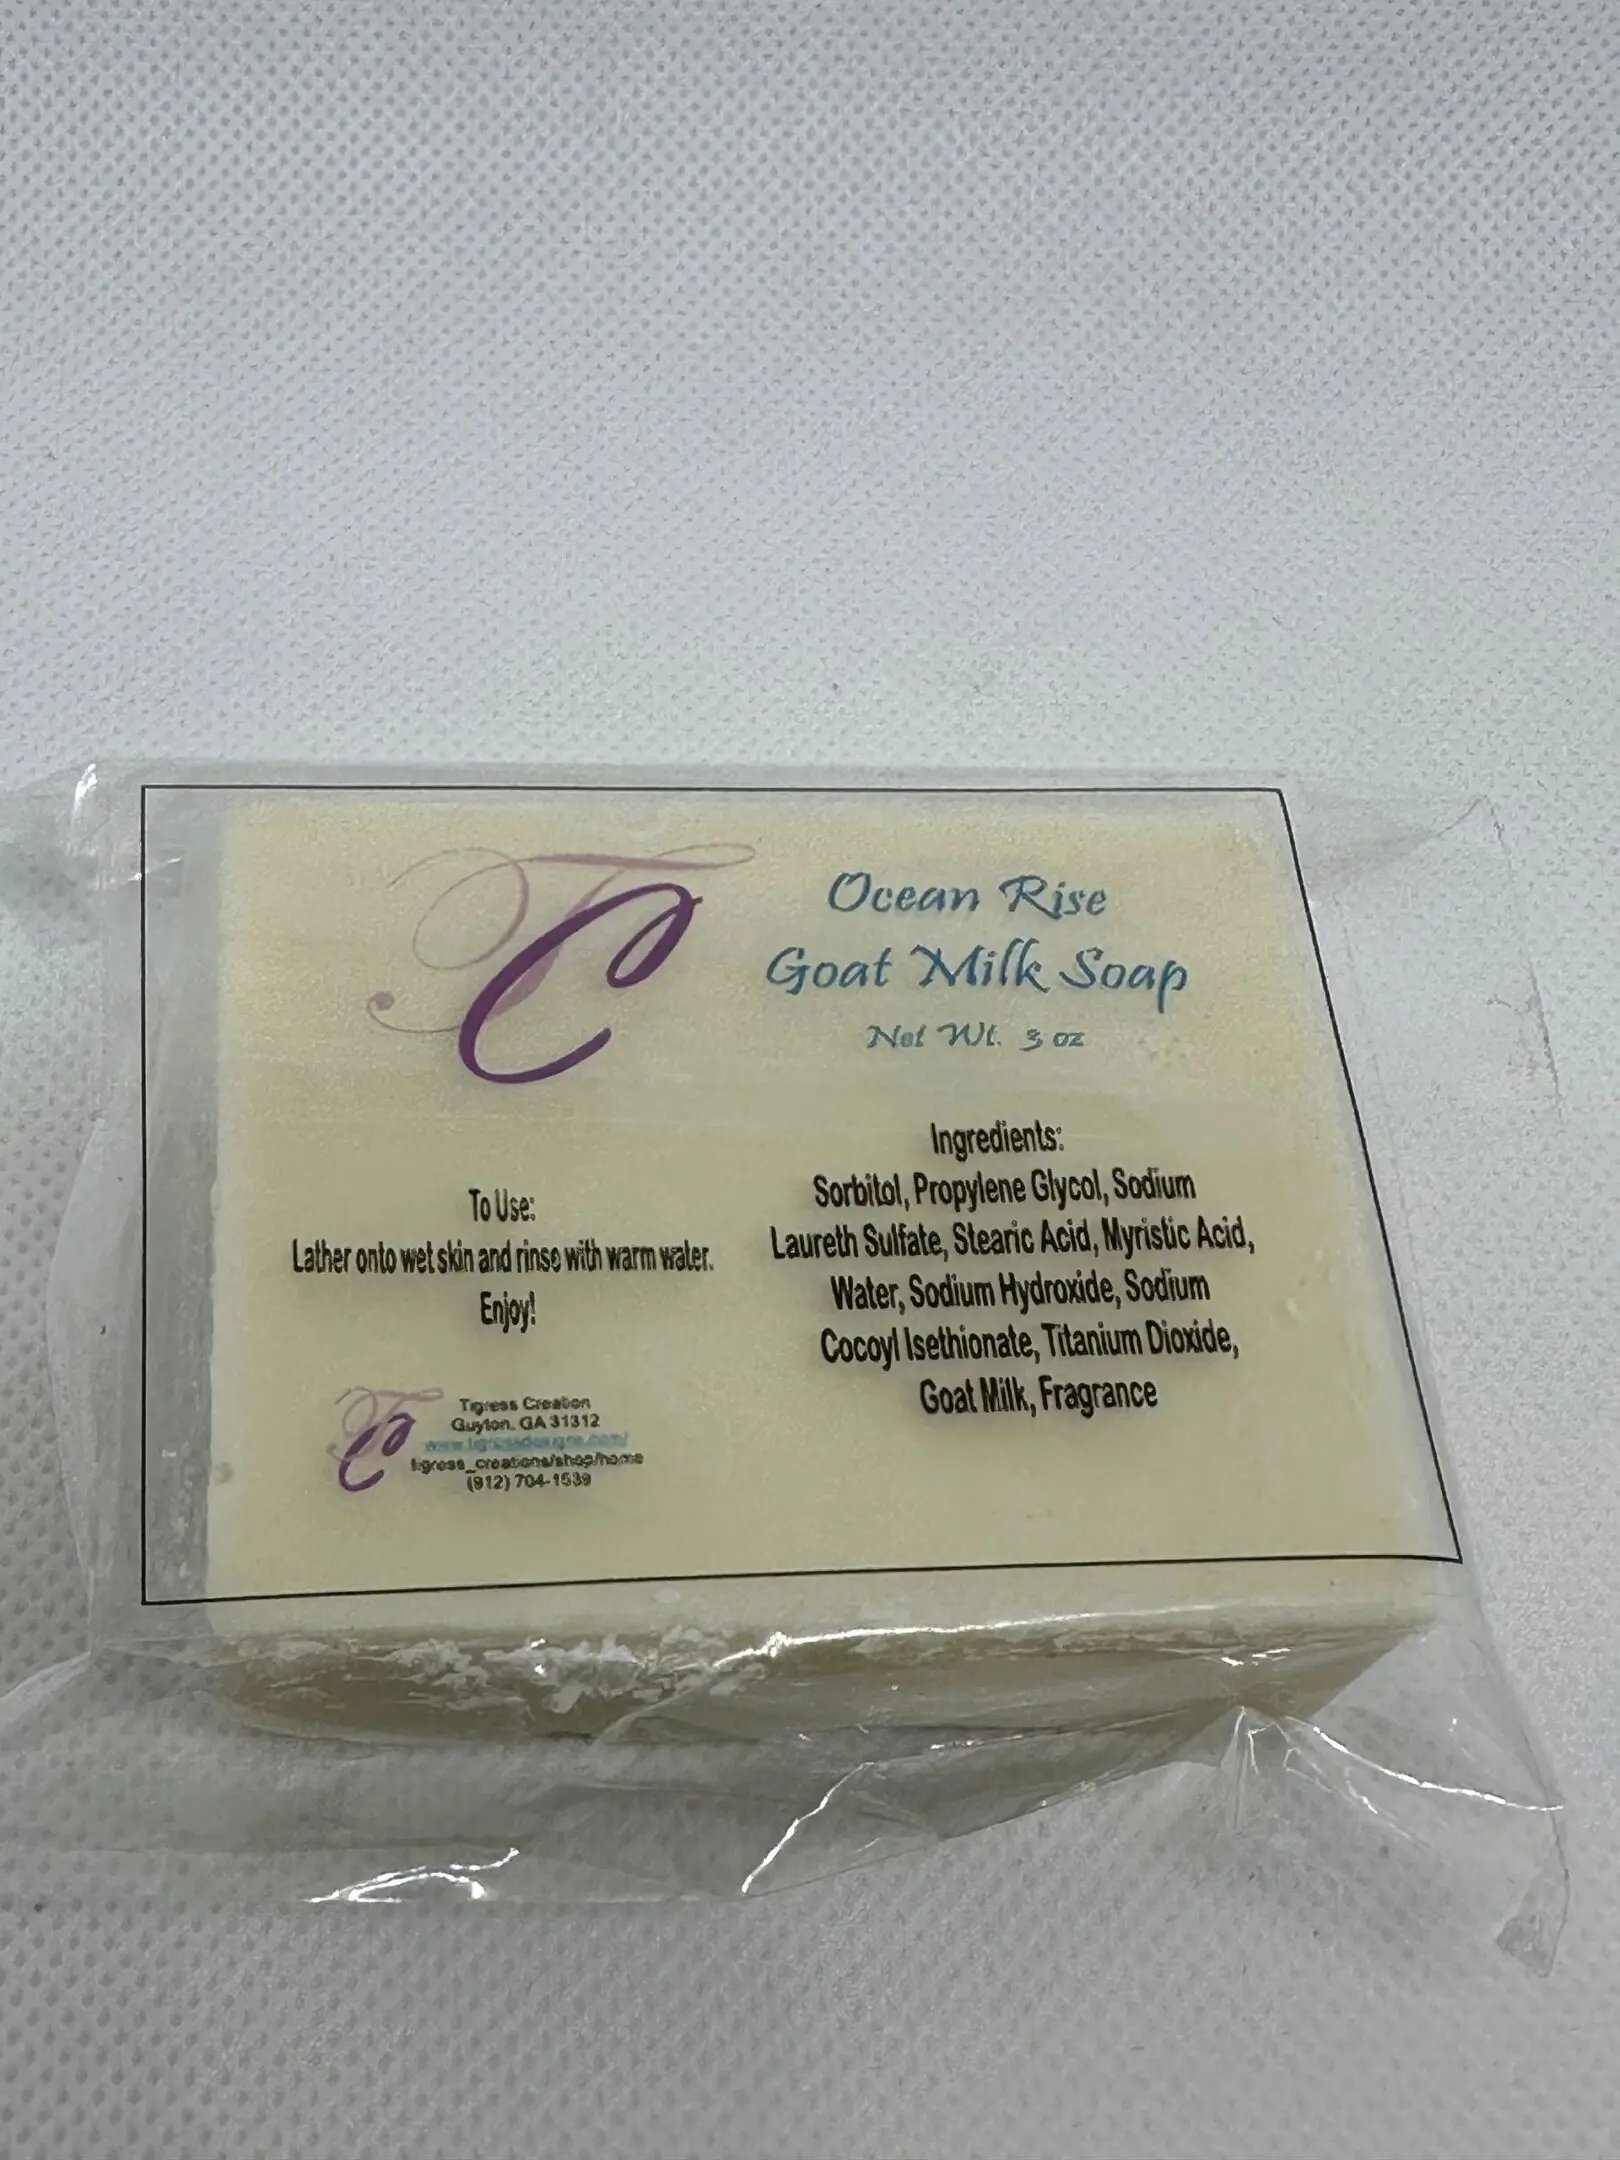 TC
Ocean Rise
Goat Milk Soap
Net Wt. 3 oz
To Use:
Lather onto wet skin and rinse with warm water.
Enjoy!
Ingredients:
Sorbitol, Propylene Glycol, Sodium
Laureth Sulfate, Stearic Acid, Myristic Acid,
Water, Sodium Hydroxide, Sodium
Cocoyl Isethionate, Titanium Dioxide,
Goat Milk, Fragrance
TC
Tigress Creation
Guyton, GA 31312
tigress_creations/shop/home
(912) 704-1539